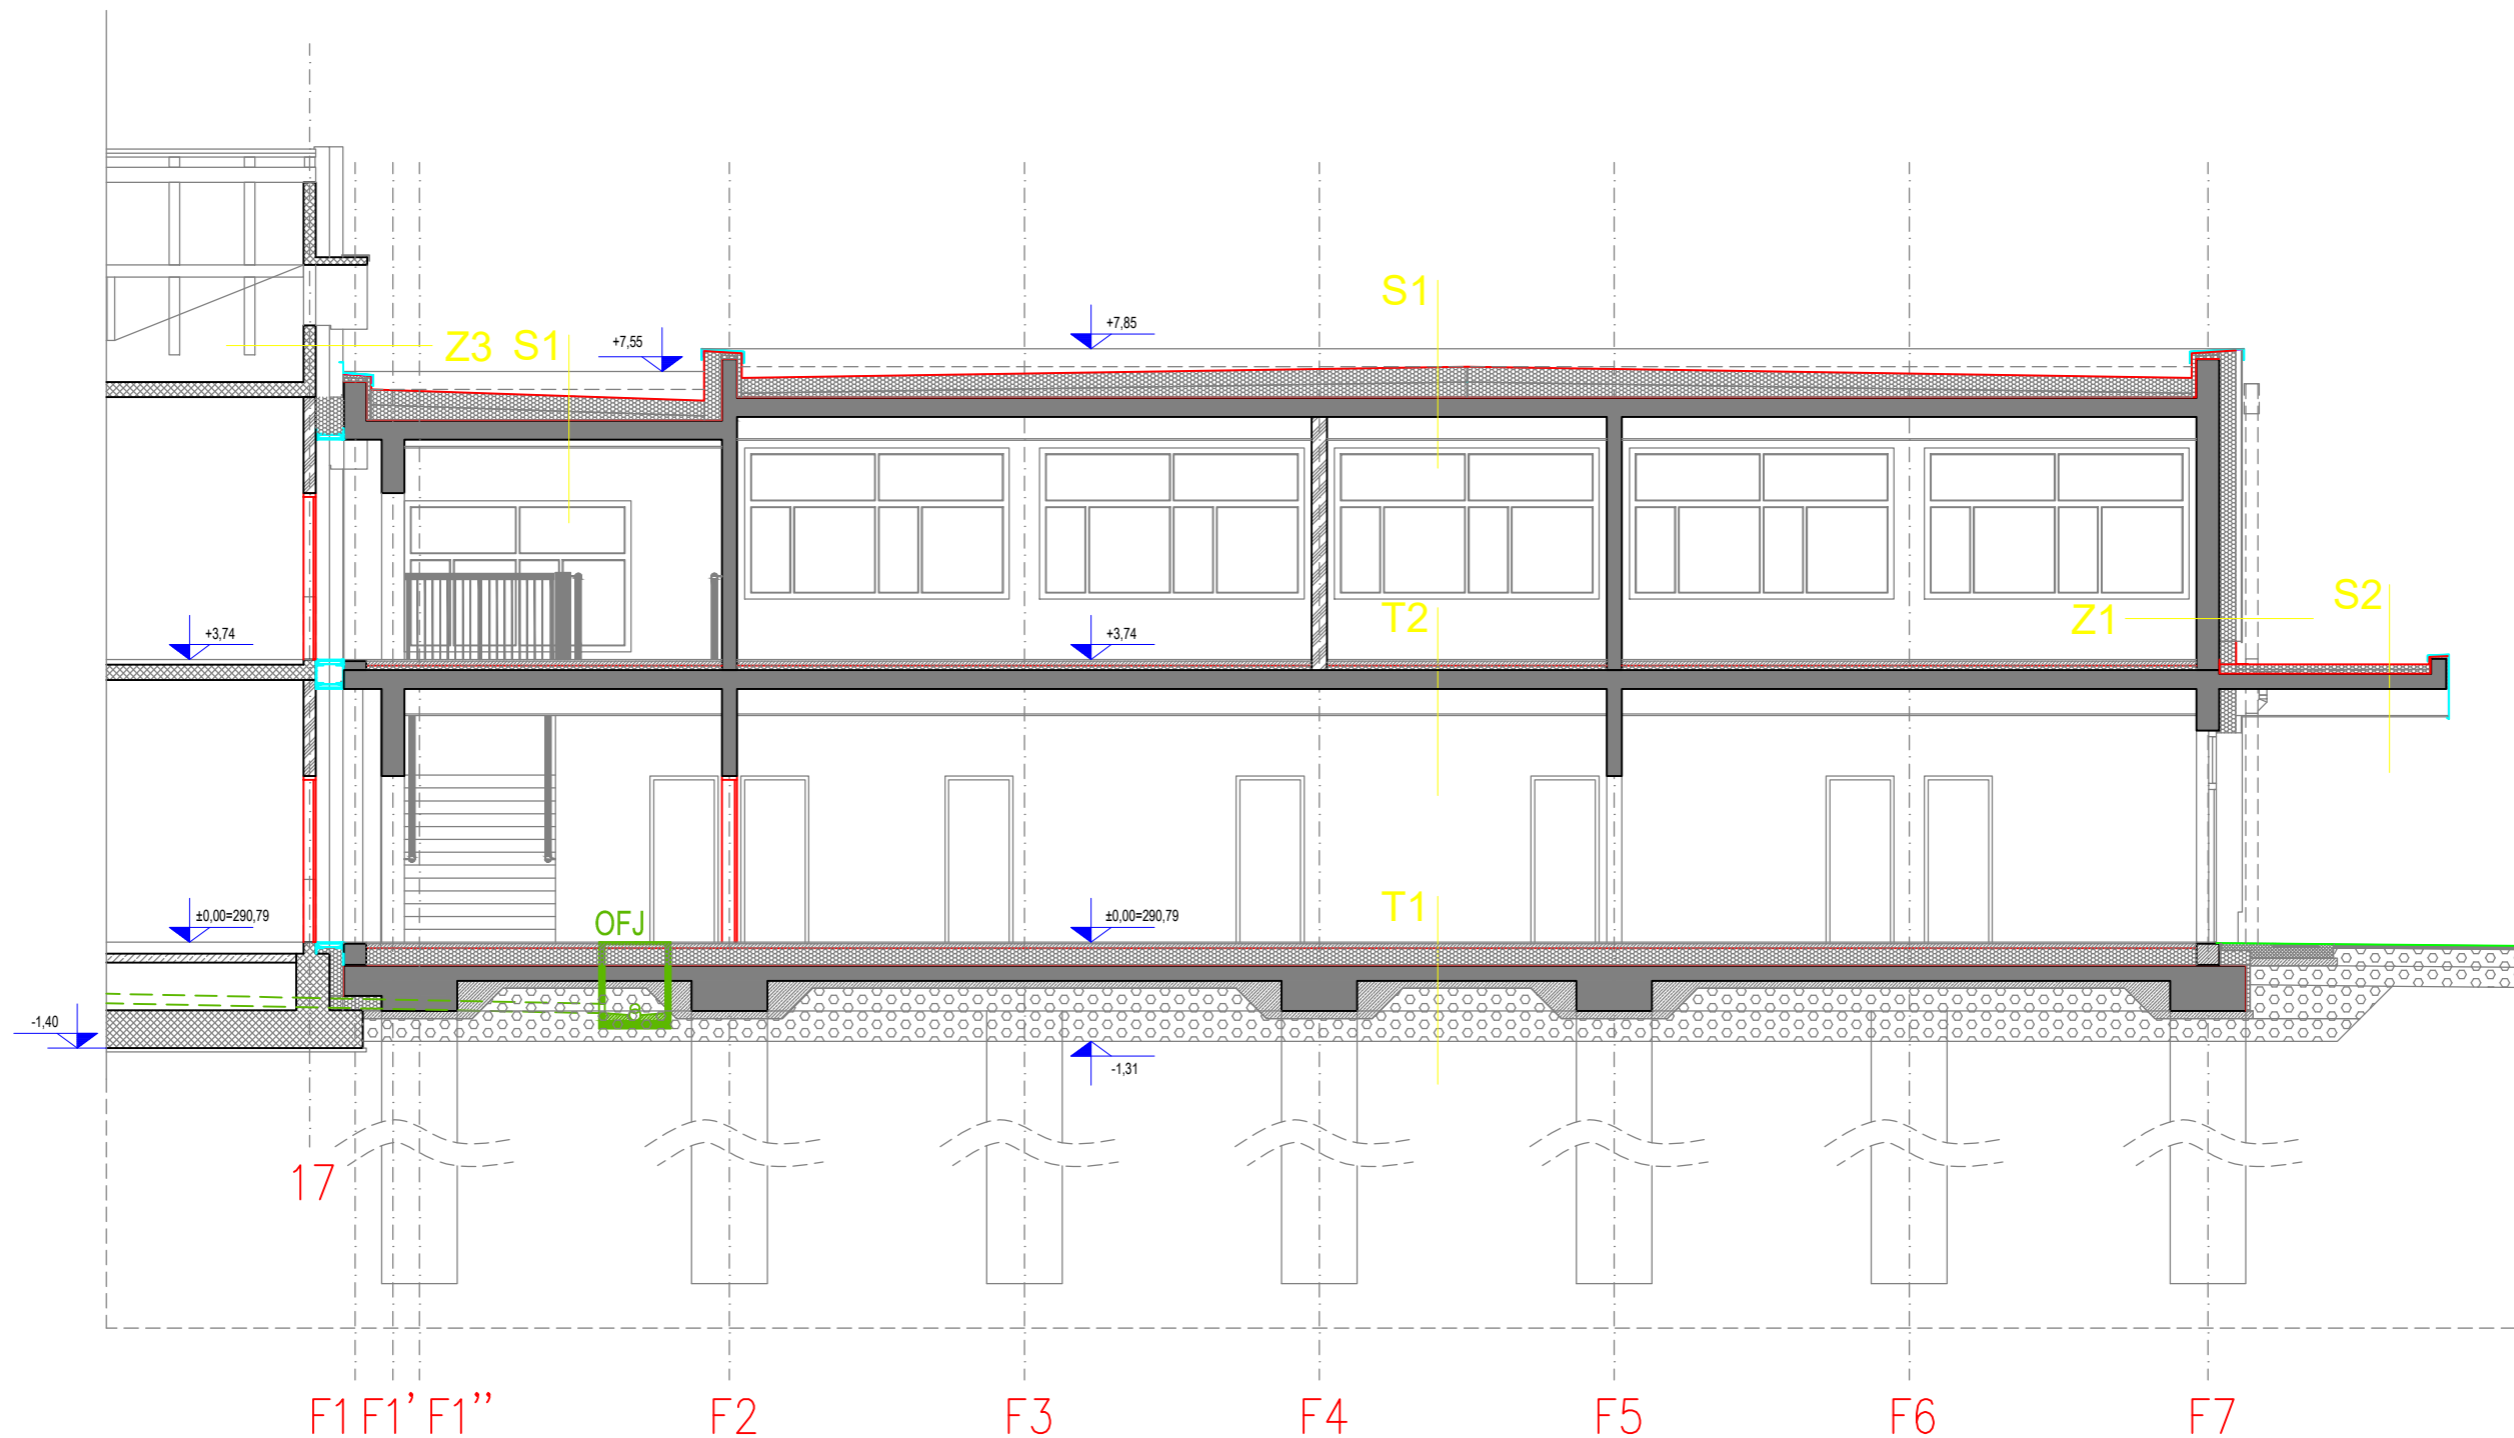 S1
+7,85
Z3 S1
+7,55
S2
T2
Z1
+3,74
+3,74
T1
OFJ
±0,00=290,79
±0,00=290,79
-1,40
-1,31
17
F1 F1' F1'' F2 F3 F4 F5 F6 F7